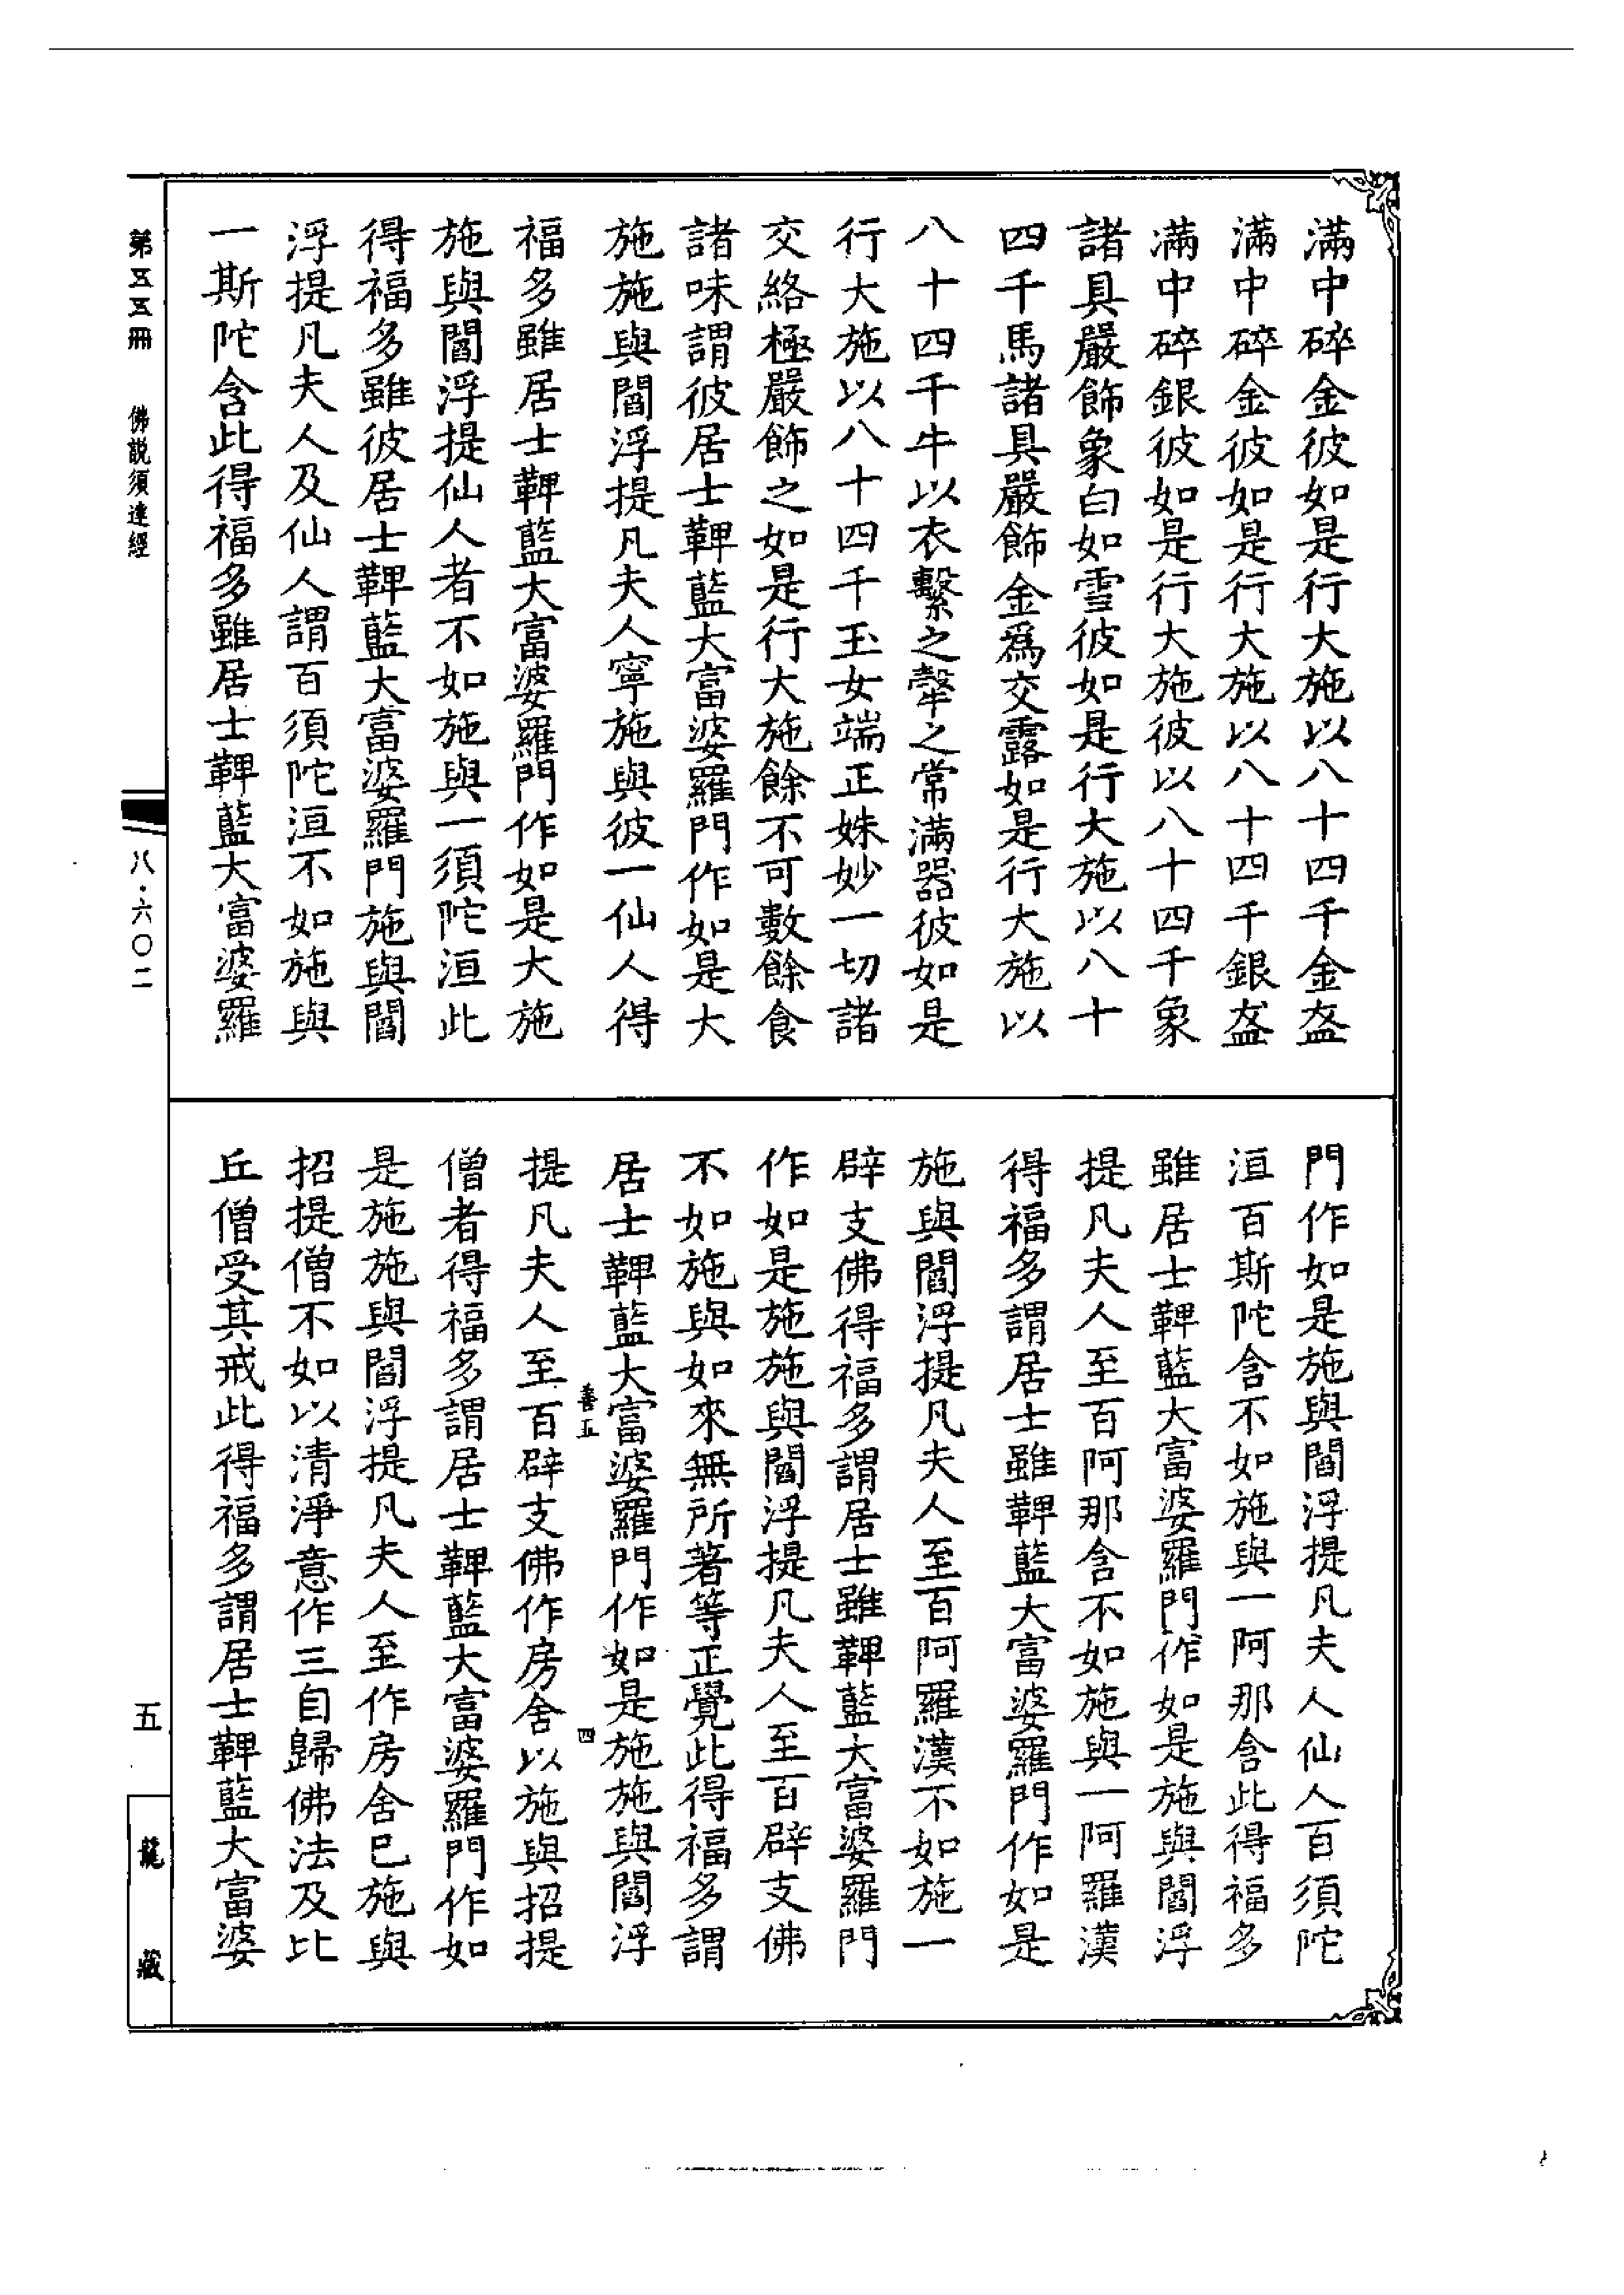 滿中碎金彼如是行大施以八十四千金盔
滿中碎金彼如是行大施以八十四千銀盔
滿中碎銀彼如是行大施彼以八十四千象
諸具嚴飾象白如雪彼如是行大施以八十
四千馬諸具嚴飾金爲交露如是行大施以
八十四千牛以衣繫之犛之常滿器彼如是
行大施以八十四千玉女端正姝妙一切諸
交絡極嚴飾之如是行大施餘不可數餘食
諸味謂彼居士鞞藍大富婆羅門作如是大
施施與閻浮提凡夫人寧施與彼一仙人得
福多雖居士鞞藍大富婆羅門作如是大施
施與閻浮提仙人者不如施與一須陀洹此
得福多雖彼居士鞞藍大富婆羅門施與閻
浮提凡夫人及仙人謂百須陀洹不如施與
一斯陀含此得福多雖居士鞞藍大富婆羅
門作如是施與閻浮提凡夫人仙人百須陀
洹百斯陀含不如施與一阿那含此得福多
雖居士鞞藍大富婆羅門作如是施與閻浮
提凡夫人至百阿那含不如施與一阿羅漢
得福多謂居士雖鞞藍大富婆羅門作如是
施與閻浮提凡夫人至百阿羅漢不如施一
辟支佛得福多謂居士雖鞞藍大富婆羅門
作如是施施與閻浮提凡夫人至百辟支佛
不如施與如來無所著等正覺此得福多謂
居士鞞藍大富婆羅門作如是施施與閻浮
善五
四
提凡夫人至百辟支佛作房舍以施與招提
僧者得福多謂居士鞞藍大富婆羅門作如
是施施與閻浮提凡夫人至作房舍已施與
招提僧不如以清淨意作三自歸佛法及比
丘僧受其戒此得福多謂居士鞞藍大富婆
第五五冊 佛説須達經
八·六〇二
五
龍藏